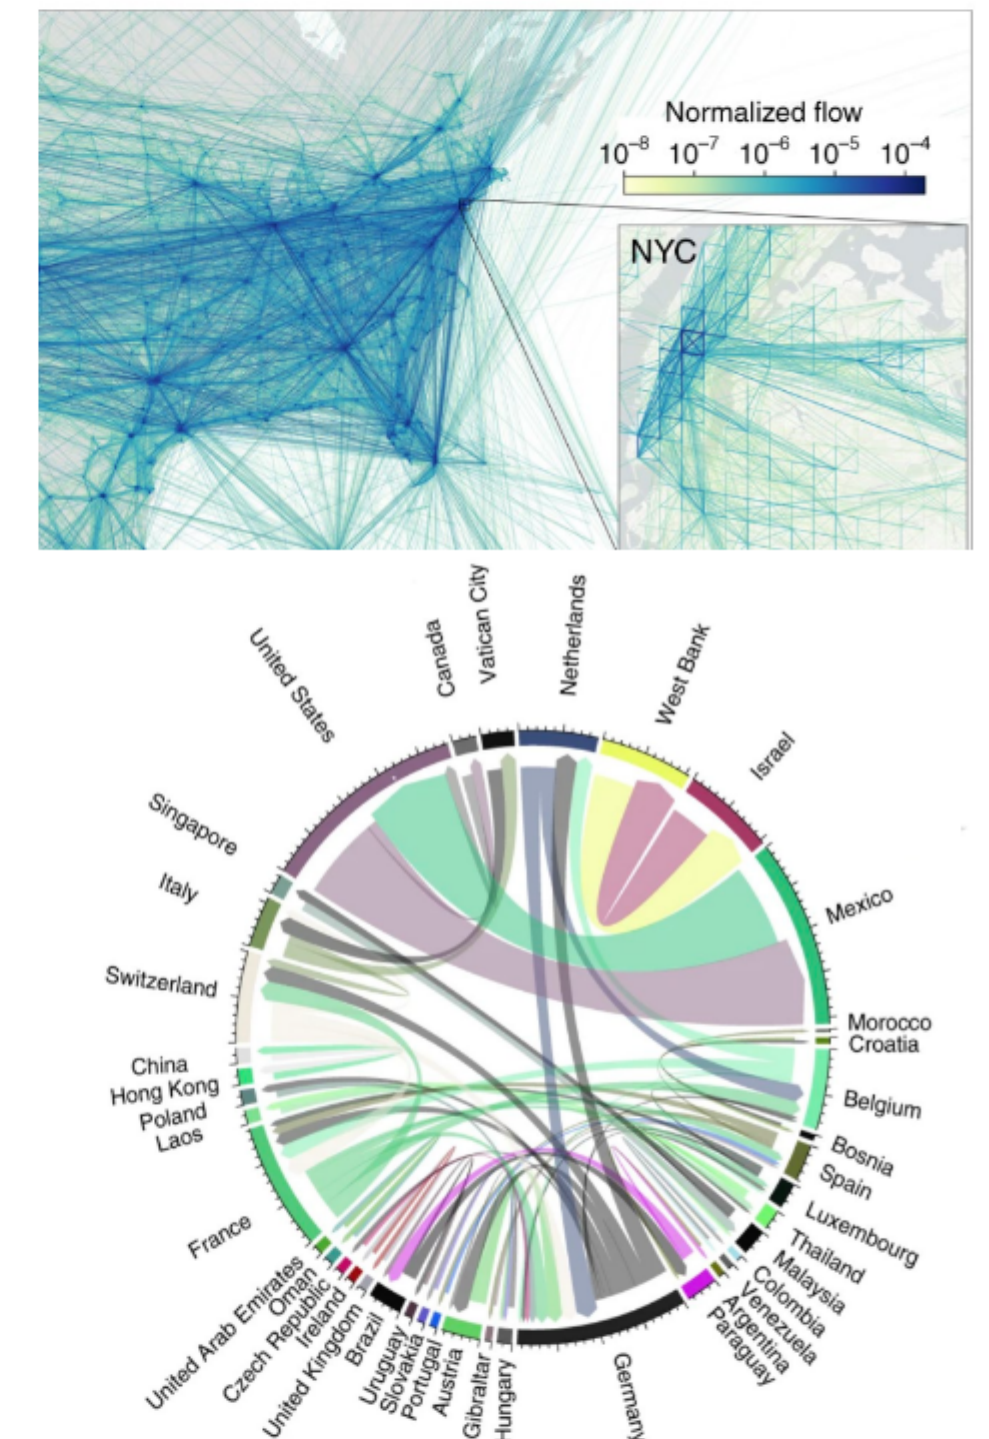 Normalized flow
10⁻⁸ 10⁻⁷ 10⁻⁶ 10⁻⁵ 10⁻⁴
NYC
United States
Canada
Vatican City
Netherlands
West Bank
Israel
Singapore
Italy
Mexico
Switzerland
Morocco
Croatia
China
Hong Kong
Poland
Laos
Belgium
Bosnia
Spain
Luxembourg
France
Thailand
Malaysia
Colombia
Venezuela
Argentina
Paraguay
United Arab Emirates
Oman
Czech Republic
Ireland
United Kingdom
Brazil
Uruguay
Slovakia
Portugal
Austria
Gibraltar
Hungary
Germany